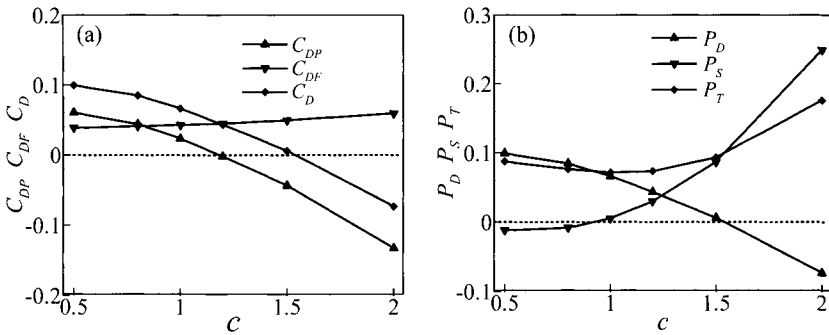 0.2
(a)
C_DP
C_DF
C_D
0.1
0
-0.1
-0.2
C_DP C_DF C_D
0.5
1
1.5
2
c
0.3
(b)
P_D
P_S
P_T
0.2
0.1
0
-0.1
P_D P_S P_T
0.5
1
1.5
2
c